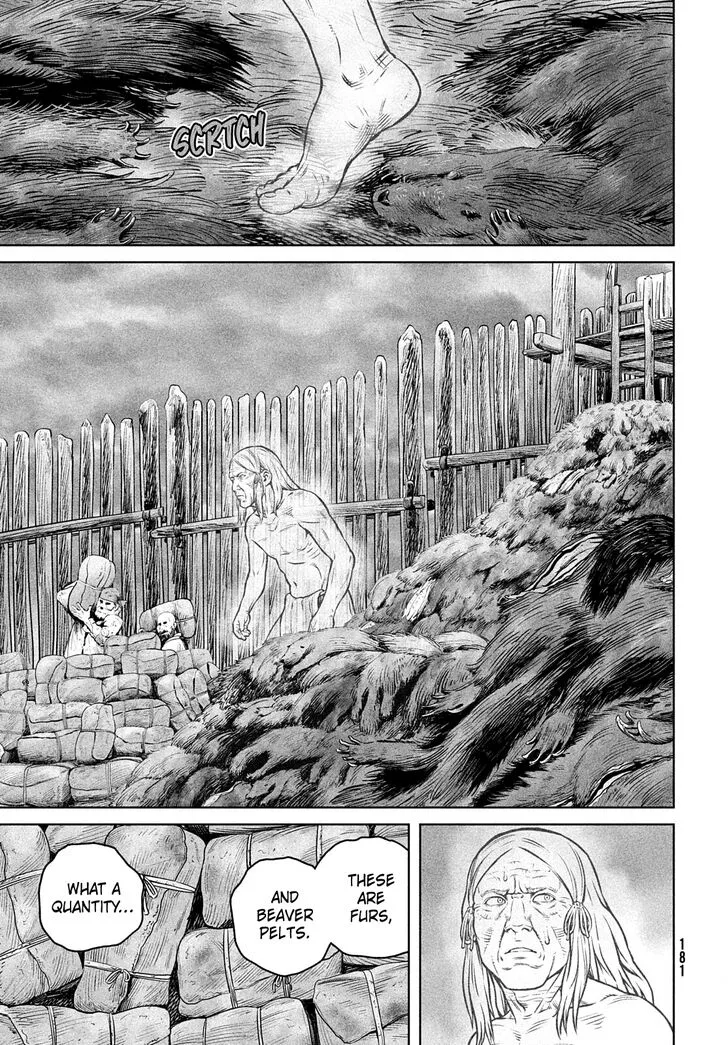 SCRTCH
THESE
ARE
FURS,
AND
BEAVER
PELTS.
WHAT A
QUANTITY...
181